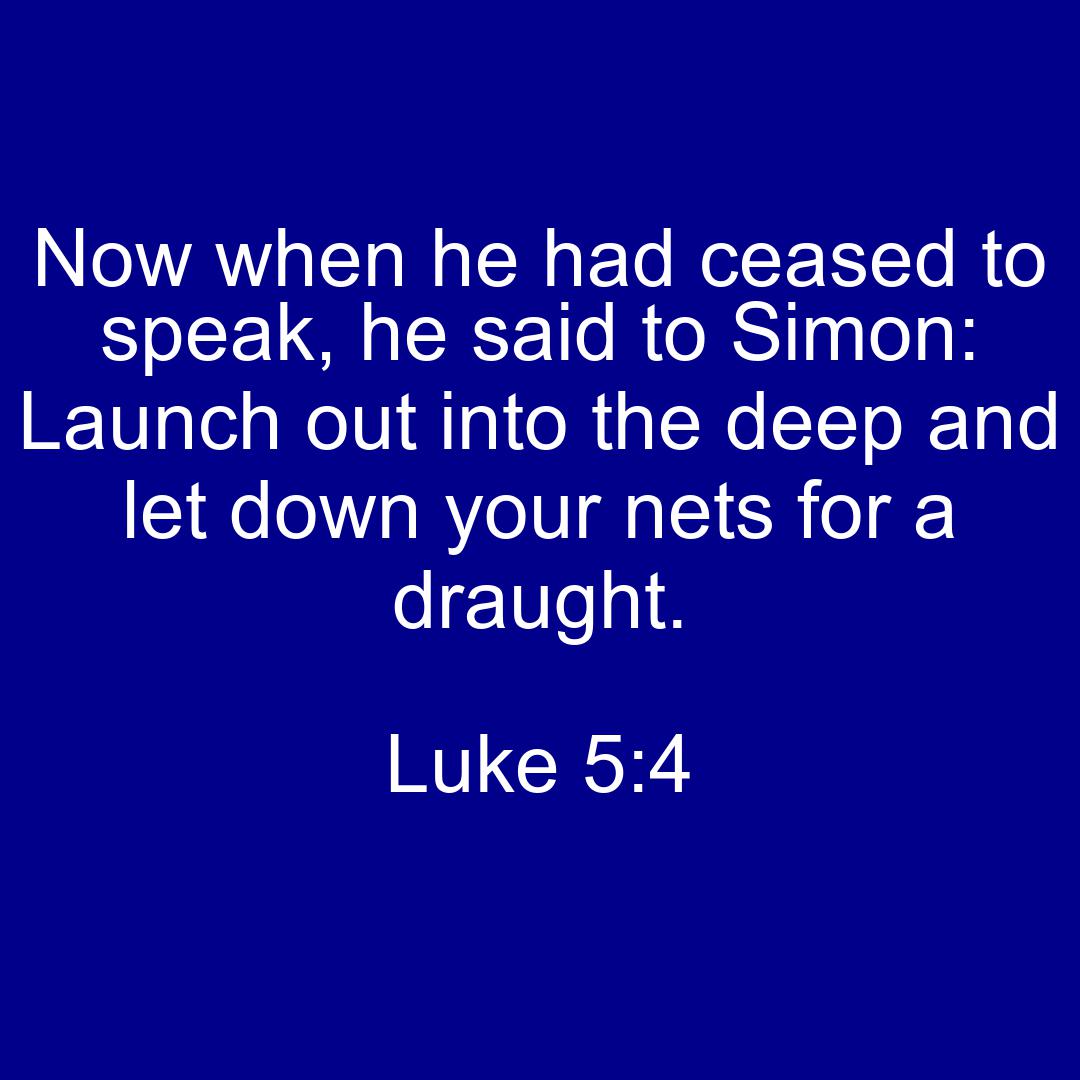 Now when he had ceased to
speak, he said to Simon:
Launch out into the deep and
let down your nets for a
draught.
Luke 5:4